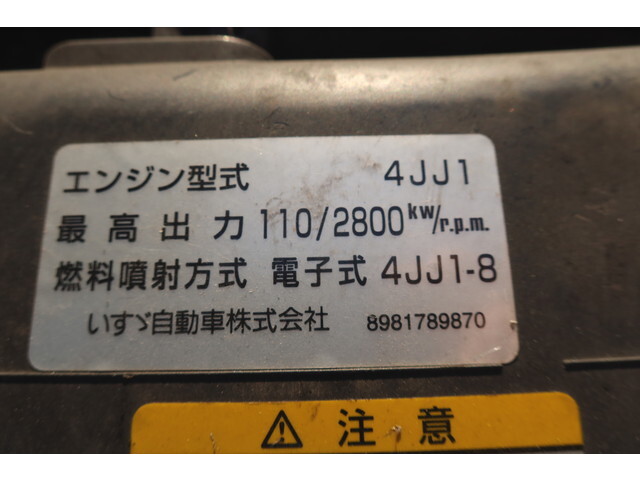 エンジン型式 4JJ1
最高出力 110/2800kw/r.p.m.
燃料噴射方式 電子式 4JJ1-8
いすゞ自動車株式会社 8981789870
⚠ 注意